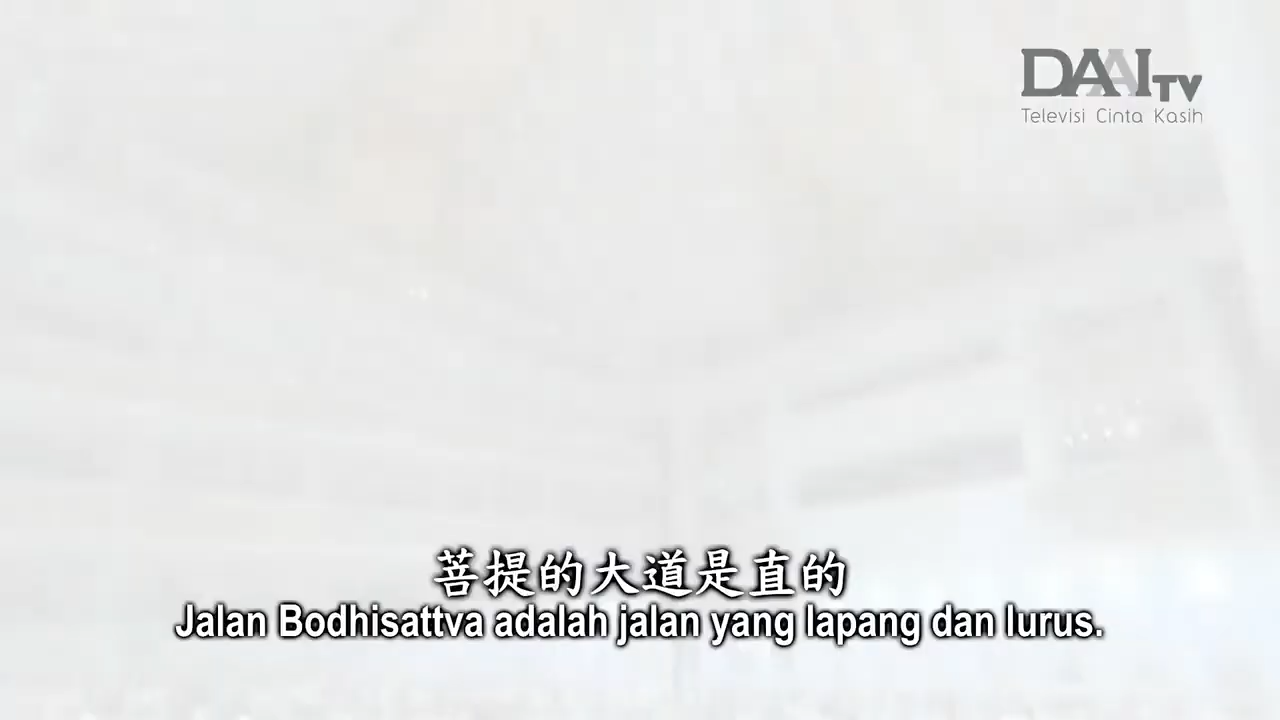 DAAI TV
Televisi Cinta Kasih
菩提的大道是直的
Jalan Bodhisattva adalah jalan yang lapang dan lurus.